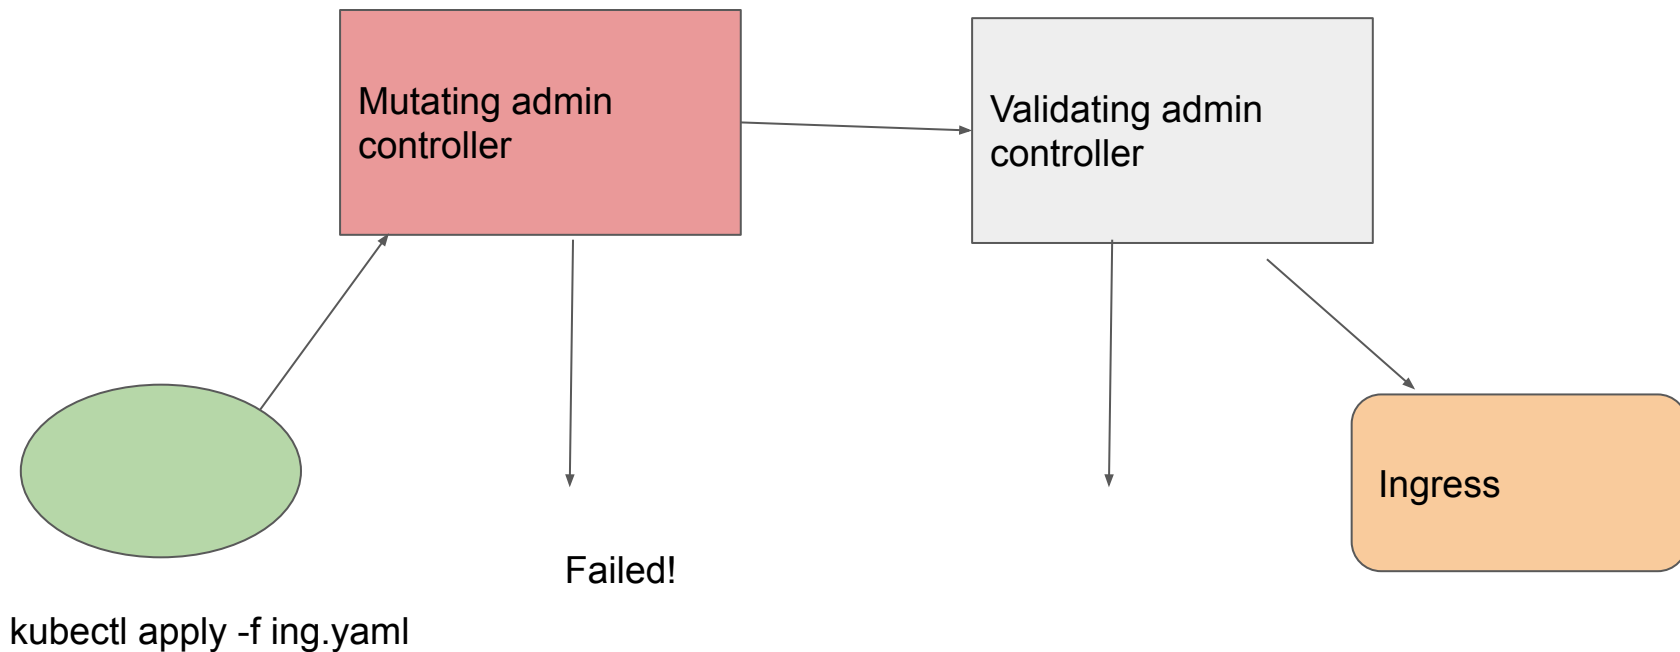 Mutating admin
controller
Validating admin
controller
Ingress
Failed!
kubectl apply -f ing.yaml